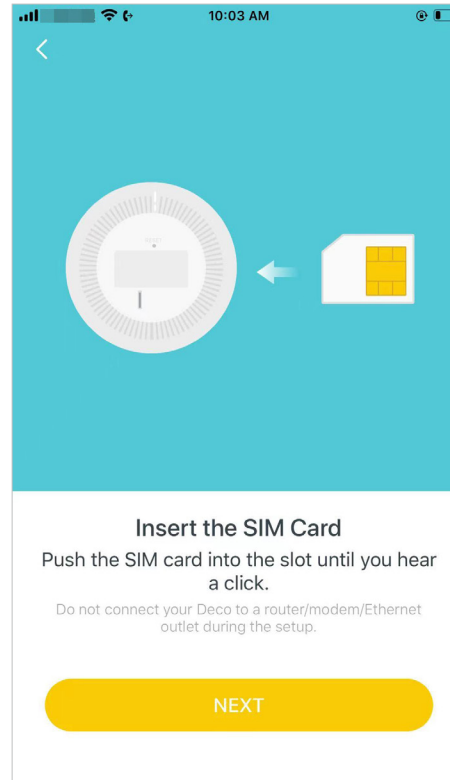 10:03 AM
Insert the SIM Card
Push the SIM card into the slot until you hear
a click.
Do not connect your Deco to a router/modem/Ethernet
outlet during the setup.
NEXT